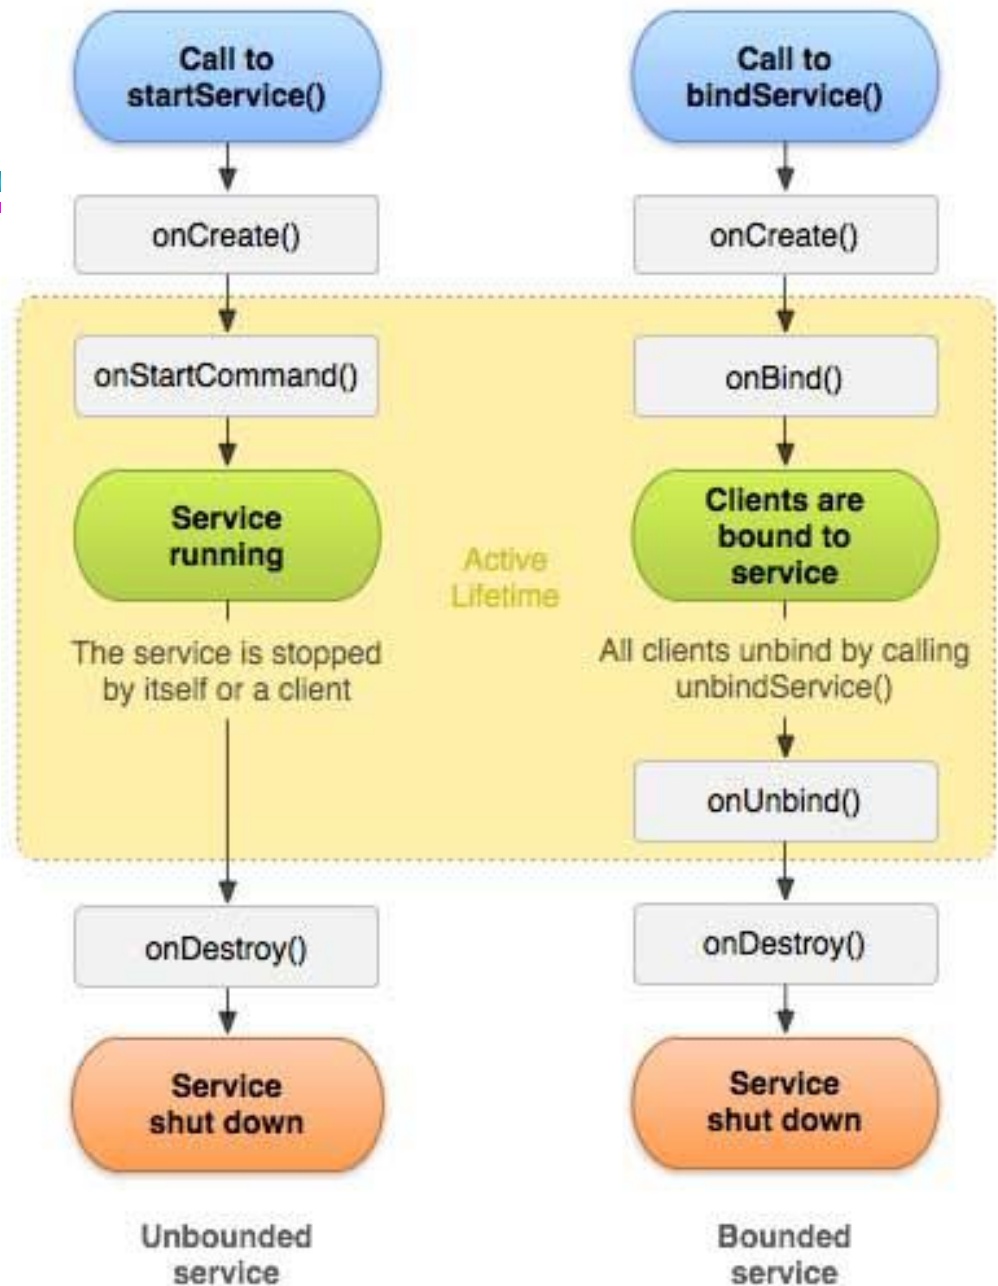 Call to
startService()
onCreate()
onStartCommand()
Service
running
The service is stopped
by itself or a client
onDestroy()
Service
shut down
Unbounded
service
Active
Lifetime
Call to
bindService()
onCreate()
onBind()
Clients are
bound to
service
All clients unbind by calling
unbindService()
onUnbind()
onDestroy()
Service
shut down
Bounded
service